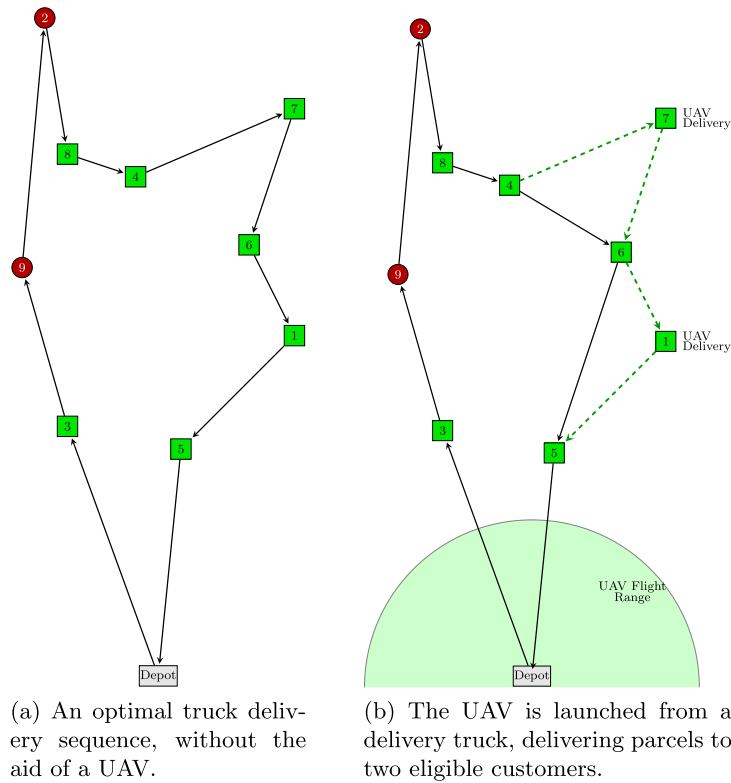 2
7
8
4
6
9
1
3
5
Depot
(a) An optimal truck deliv-
ery sequence, without the
aid of a UAV.
2
7
UAV
Delivery
8
4
6
9
1
UAV
Delivery
3
5
UAV Flight
Range
Depot
(b) The UAV is launched from a
delivery truck, delivering parcels to
two eligible customers.